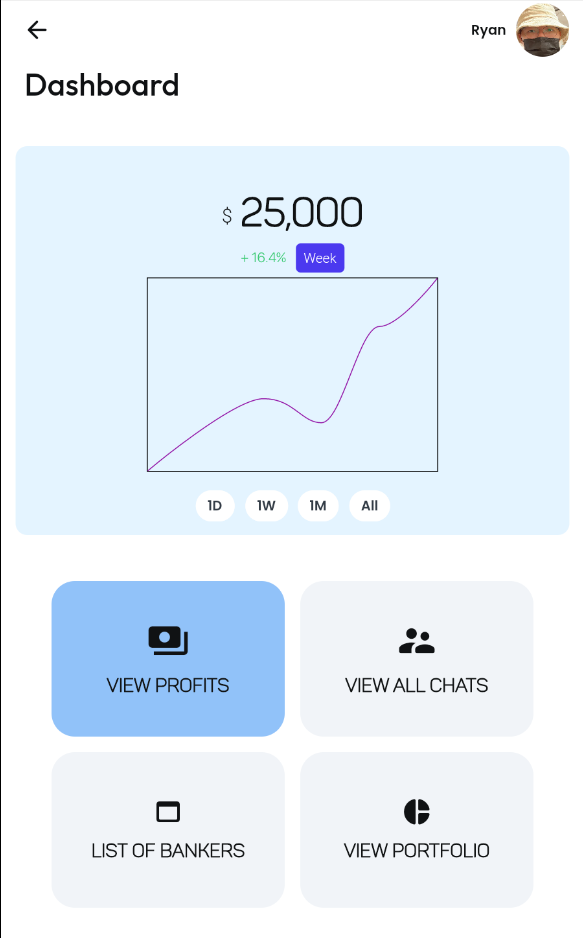 Ryan
Dashboard
$ 25,000
+ 16.4% Week
1D 1W 1M All
VIEW PROFITS
VIEW ALL CHATS
LIST OF BANKERS
VIEW PORTFOLIO